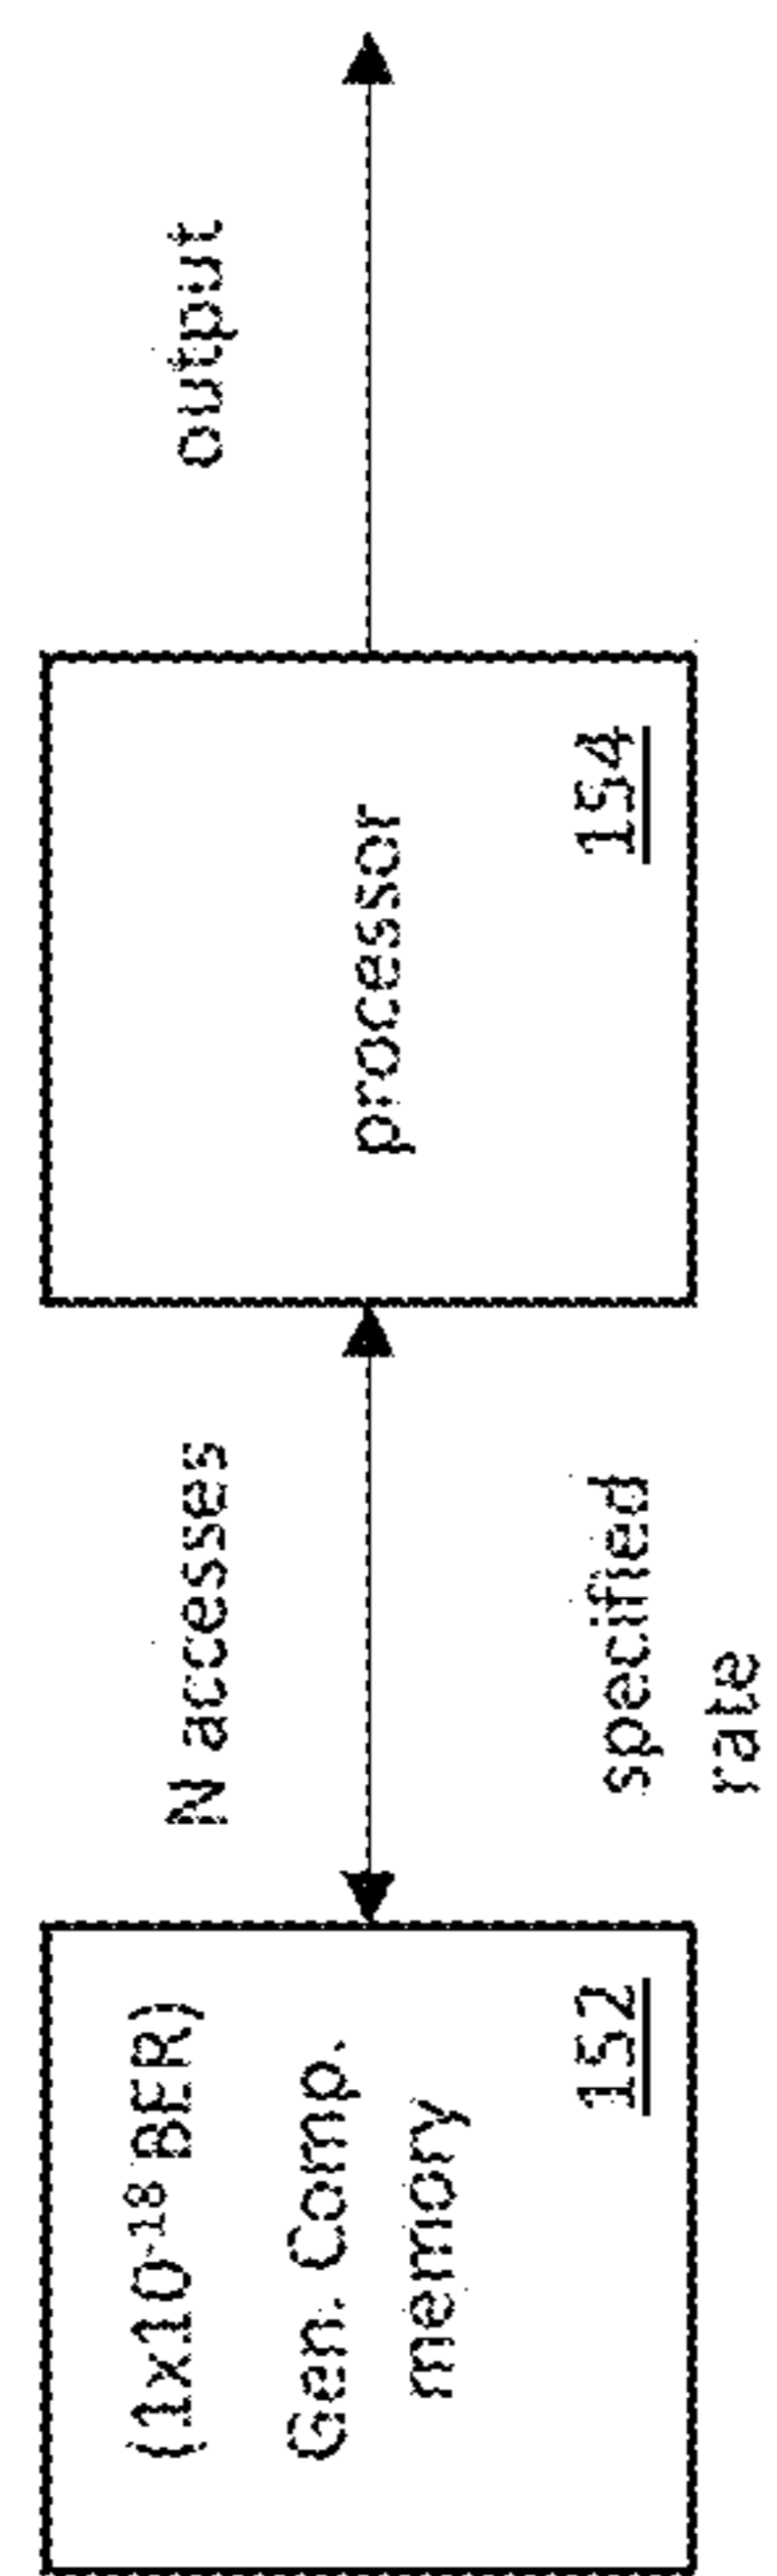 (1x10⁻¹⁸ BER)
Gen. Comp.
memory
152
N accesses
specified
rate
processor
154
output